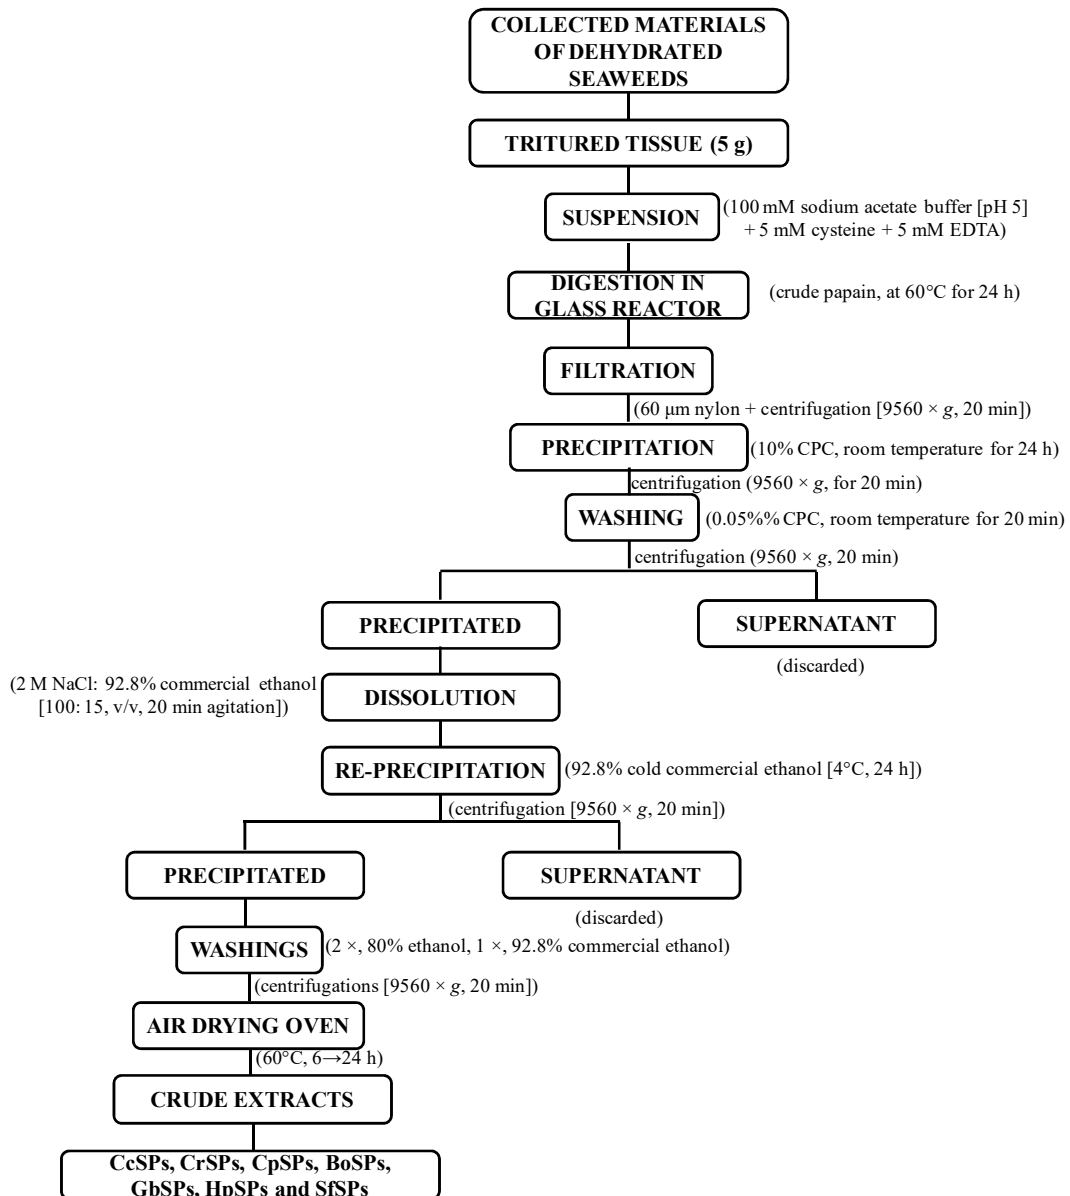 COLLECTED MATERIALS
OF DEHYDRATED
SEAWEEDS
TRITURED TISSUE (5 g)
SUSPENSION
(100 mM sodium acetate buffer [pH 5]
+ 5 mM cysteine + 5 mM EDTA)
DIGESTION IN
GLASS REACTOR
(crude papain, at 60°C for 24 h)
FILTRATION
(60 μm nylon + centrifugation [9560 × g, 20 min])
PRECIPITATION
(10% CPC, room temperature for 24 h)
centrifugation (9560 × g, for 20 min)
WASHING
(0.05%% CPC, room temperature for 20 min)
centrifugation (9560 × g, 20 min)
PRECIPITATED
SUPERNATANT
(discarded)
(2 M NaCl: 92.8% commercial ethanol
[100: 15, v/v, 20 min agitation])
DISSOLUTION
RE-PRECIPITATION
(92.8% cold commercial ethanol [4°C, 24 h])
(centrifugation [9560 × g, 20 min])
PRECIPITATED
SUPERNATANT
(discarded)
WASHINGS
(2 ×, 80% ethanol, 1 ×, 92.8% commercial ethanol)
(centrifugations [9560 × g, 20 min])
AIR DRYING OVEN
(60°C, 6→24 h)
CRUDE EXTRACTS
CcSPs, CrSPs, CpSPs, BoSPs,
GbSPs, HpSPs and SfSPs